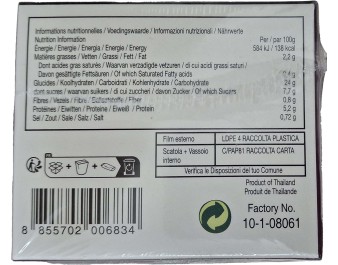 Informations nutritionnelles / Voedingswaarde / Informazioni nutrizionali / Nährwerte
Nutrition Information Per / per 100g
Énergie / Energie / Energia / Energie / Energy 584 kJ / 138 kcal
Matières grasses / Vetten / Grassi / Fett / Fat 2,2 g
Dont acides gras saturés / Waarvan verzadigde vetzuren / di cui acidi grassi saturi
Davon gesättigte Fettsäuren / Of which Saturated Fatty acids
Glucides / Koolhydraten / Carboidrati / Kohlenhydrate / Carbohydrate 24 g
dont sucres / waarvan suikers / di cui zuccheri / davon Zucker / Of which Sugars 7,7 g
Fibres / Vezels / Fibre / Ballaststoffe / Fiber 0,6 g
Protéines / Eiwitten / Proteine / Eiweiß / Protein 5,2 g
Sel / Zout / Sale / Salz / Salt 0,72 g
Film esterno LDPE 4 RACCOLTA PLASTICA
Scatola + Vassoio interno C/PAP81 RACCOLTA CARTA
Verifica le Disposizioni del tuo Comune
Product of Thailand
Produit de Thaïlande
Factory No.
10-1-08061
8 855702 006834